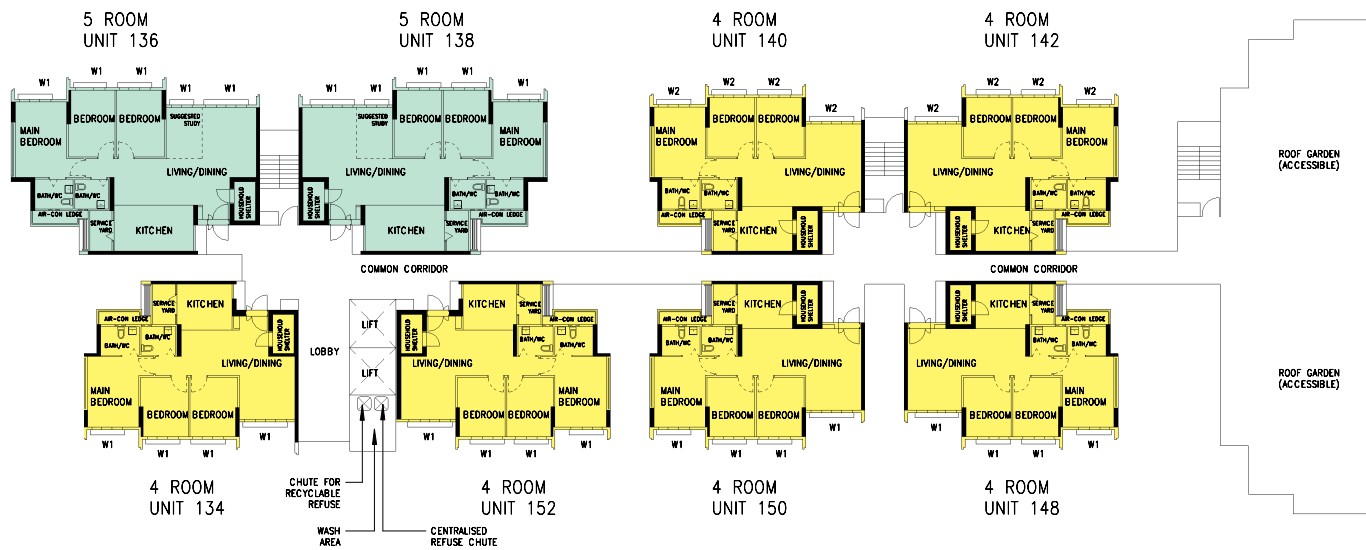 5 ROOM
UNIT 136
5 ROOM
UNIT 138
4 ROOM
UNIT 140
4 ROOM
UNIT 142
W1
W1
W1
W1
W1
MAIN
BEDROOM
BEDROOM
BEDROOM
SUGGESTED
STUDY
LIVING/DINING
BATH/WC
BATH/WC
AIR-CON LEDGE
SERVICE
YARD
KITCHEN
HOUSEHOLD
SHELTER
W1
W1
W1
W1
W1
SUGGESTED
STUDY
BEDROOM
BEDROOM
MAIN
BEDROOM
LIVING/DINING
HOUSEHOLD
SHELTER
BATH/WC
BATH/WC
AIR-CON LEDGE
SERVICE
YARD
KITCHEN
W2
W2
W2
W2
MAIN
BEDROOM
BEDROOM
BEDROOM
LIVING/DINING
BATH/WC
BATH/WC
AIR-CON LEDGE
SERVICE
YARD
KITCHEN
HOUSEHOLD
SHELTER
W2
W2
W2
W2
BEDROOM
BEDROOM
MAIN
BEDROOM
LIVING/DINING
BATH/WC
BATH/WC
AIR-CON LEDGE
HOUSEHOLD
SHELTER
KITCHEN
SERVICE
YARD
ROOF GARDEN
(ACCESSIBLE)
COMMON CORRIDOR
COMMON CORRIDOR
KITCHEN
SERVICE
YARD
AIR-CON LEDGE
BATH/WC
BATH/WC
HOUSEHOLD
SHELTER
LIVING/DINING
MAIN
BEDROOM
BEDROOM
BEDROOM
W1
W1
W1
W1
LOBBY
LIFT
LIFT
HOUSEHOLD
SHELTER
KITCHEN
SERVICE
YARD
AIR-CON LEDGE
BATH/WC
BATH/WC
LIVING/DINING
MAIN
BEDROOM
BEDROOM
BEDROOM
W1
W1
W1
W1
SERVICE
YARD
KITCHEN
HOUSEHOLD
SHELTER
AIR-CON LEDGE
BATH/WC
BATH/WC
LIVING/DINING
MAIN
BEDROOM
BEDROOM
BEDROOM
W1
W1
W1
W1
HOUSEHOLD
SHELTER
KITCHEN
SERVICE
YARD
AIR-CON LEDGE
BATH/WC
BATH/WC
LIVING/DINING
BEDROOM
BEDROOM
MAIN
BEDROOM
W1
W1
W1
W1
ROOF GARDEN
(ACCESSIBLE)
4 ROOM
UNIT 134
CHUTE FOR
RECYCLABLE
REFUSE
WASH
AREA
CENTRALISED
REFUSE CHUTE
4 ROOM
UNIT 152
4 ROOM
UNIT 150
4 ROOM
UNIT 148